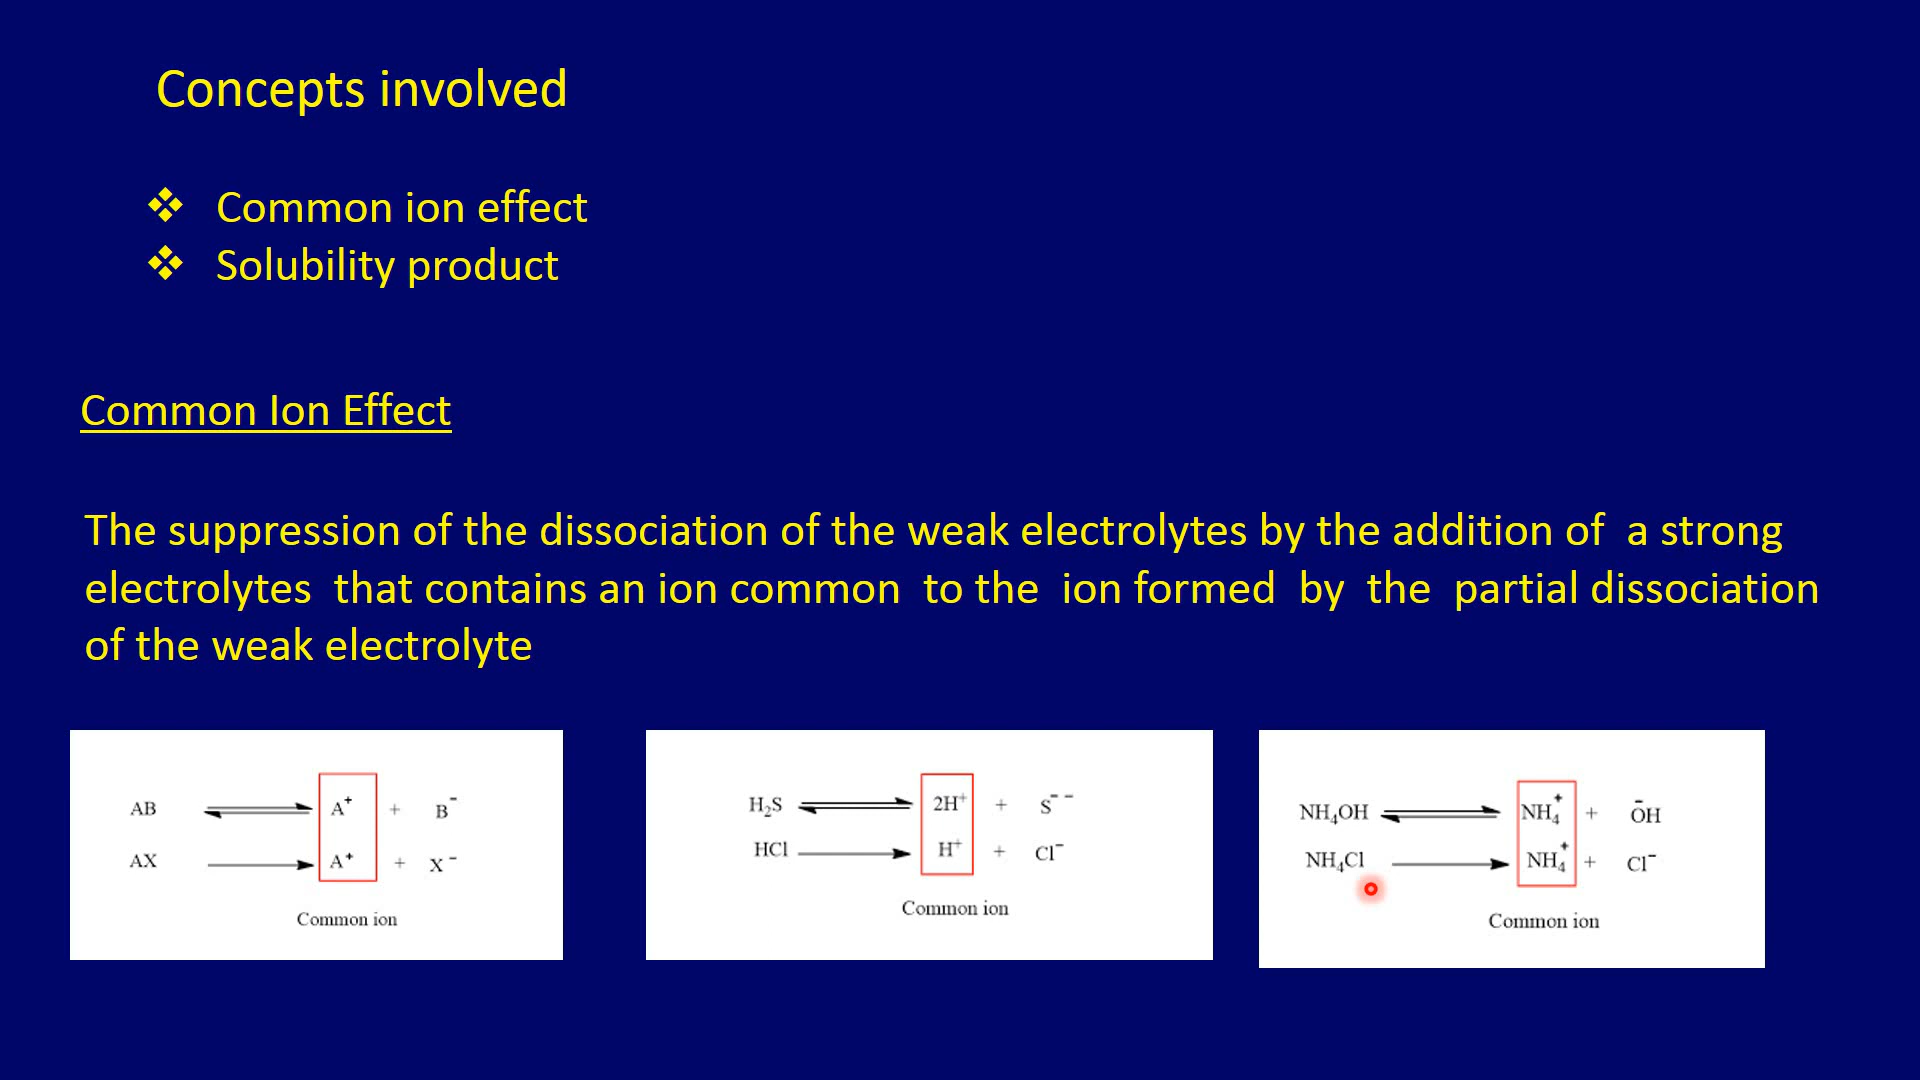 Concepts involved
❖ Common ion effect
❖ Solubility product
Common Ion Effect
The suppression of the dissociation of the weak electrolytes by the addition of a strong
electrolytes that contains an ion common to the ion formed by the partial dissociation
of the weak electrolyte
AB ⇌ A⁺ + B⁻
AX → A⁺ + X⁻
Common ion
H₂S ⇌ 2H⁺ + S⁻⁻
HCl → H⁺ + Cl⁻
Common ion
NH₄OH ⇌ NH₄⁺ + ŌH
NH₄Cl → NH₄⁺ + Cl⁻
Common ion